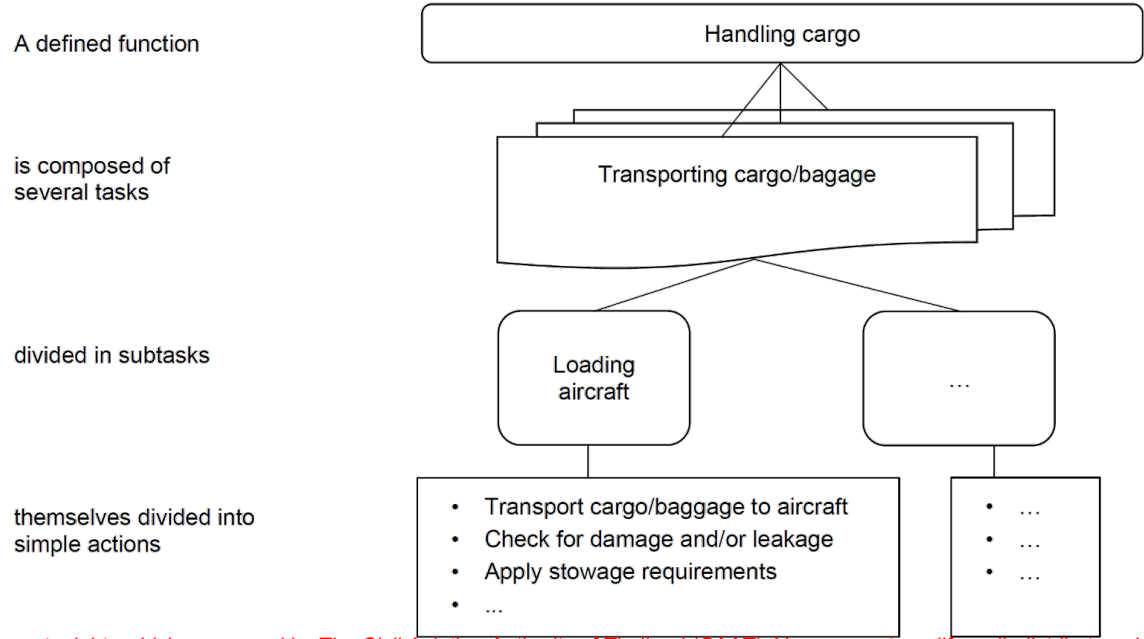 A defined function
Handling cargo
is composed of
several tasks
Transporting cargo/bagage
divided in subtasks
Loading
aircraft
…
themselves divided into
simple actions
• Transport cargo/baggage to aircraft
• Check for damage and/or leakage
• Apply stowage requirements
• ...
• …
• …
• …